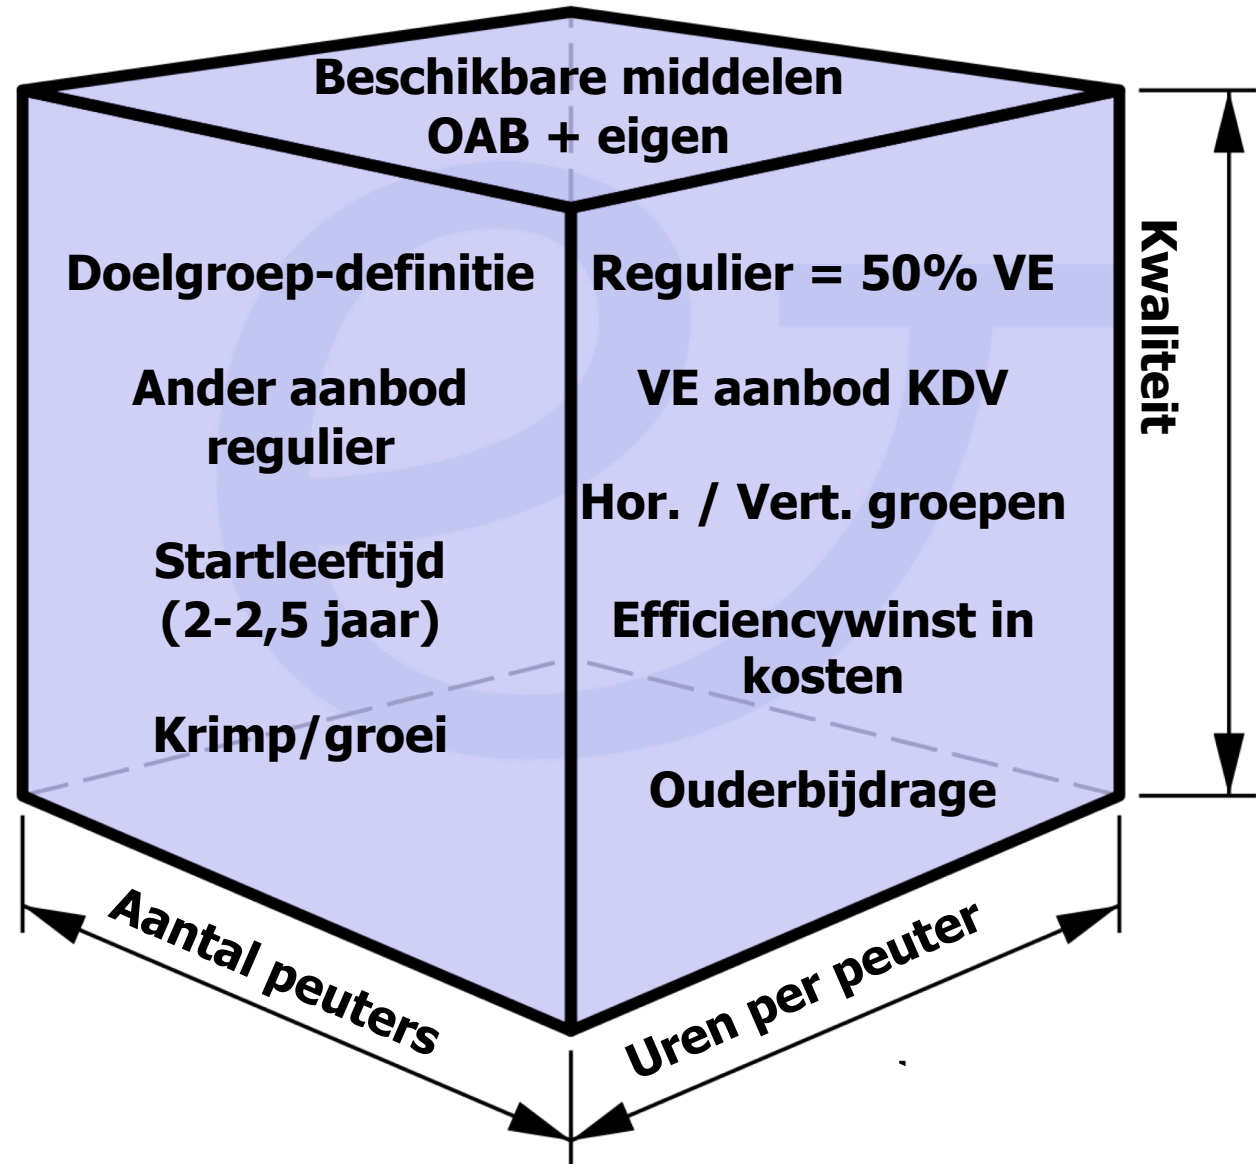 Beschikbare middelen
OAB + eigen
Doelgroep-definitie
Ander aanbod
regulier
Startleeftijd
(2-2,5 jaar)
Krimp/groei
Regulier = 50% VE
VE aanbod KDV
Hor. / Vert. groepen
Efficiencywinst in
kosten
Ouderbijdrage
Kwaliteit
Aantal peuters
Uren per peuter